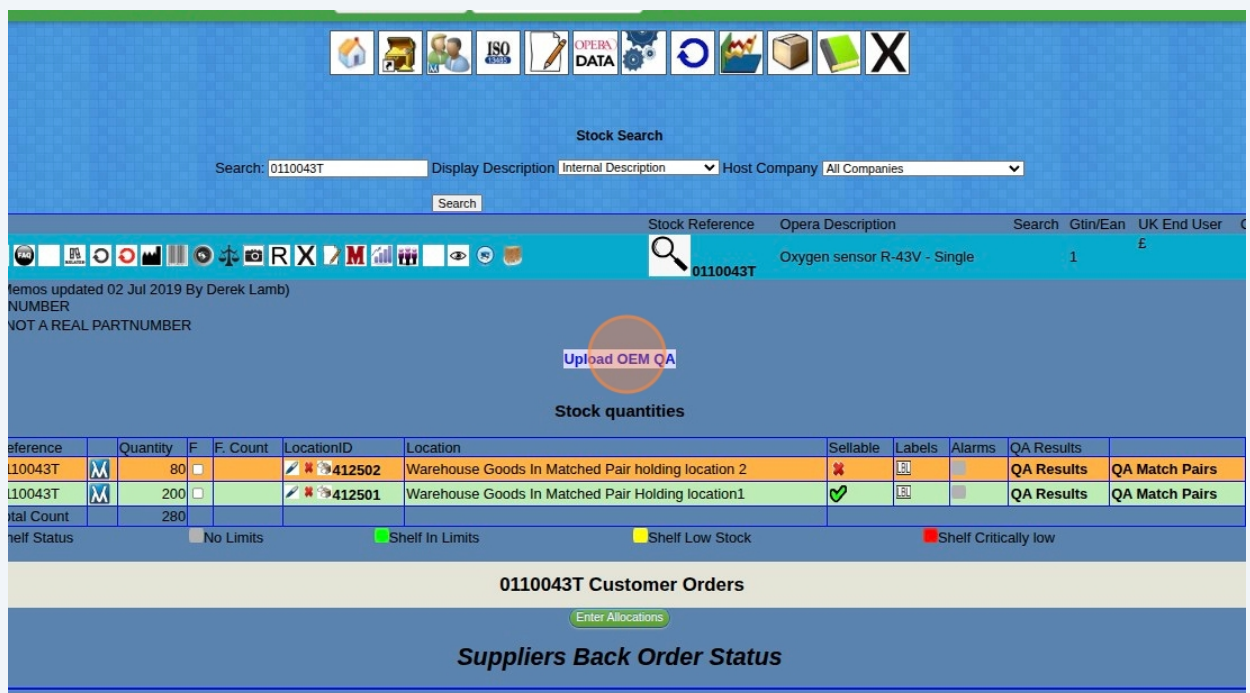 ISO
13485
OPERA
DATA
X
Stock Search
Search: 0110043T Display Description Internal Description Host Company All Companies
Search
Stock Reference Opera Description Search Gtin/Ean UK End User
FAQ R X M 0110043T Oxygen sensor R-43V - Single 1 £
Memos updated 02 Jul 2019 By Derek Lamb)
NUMBER
NOT A REAL PARTNUMBER
Upload OEM QA
Stock quantities
eference Quantity F F. Count LocationID Location Sellable Labels Alarms QA Results
110043T M 80 412502 Warehouse Goods In Matched Pair holding location 2 LBL QA Results QA Match Pairs
110043T M 200 412501 Warehouse Goods In Matched Pair Holding location1 LBL QA Results QA Match Pairs
otal Count 280
helf Status No Limits Shelf In Limits Shelf Low Stock Shelf Critically low
0110043T Customer Orders
Enter Allocations
Suppliers Back Order Status